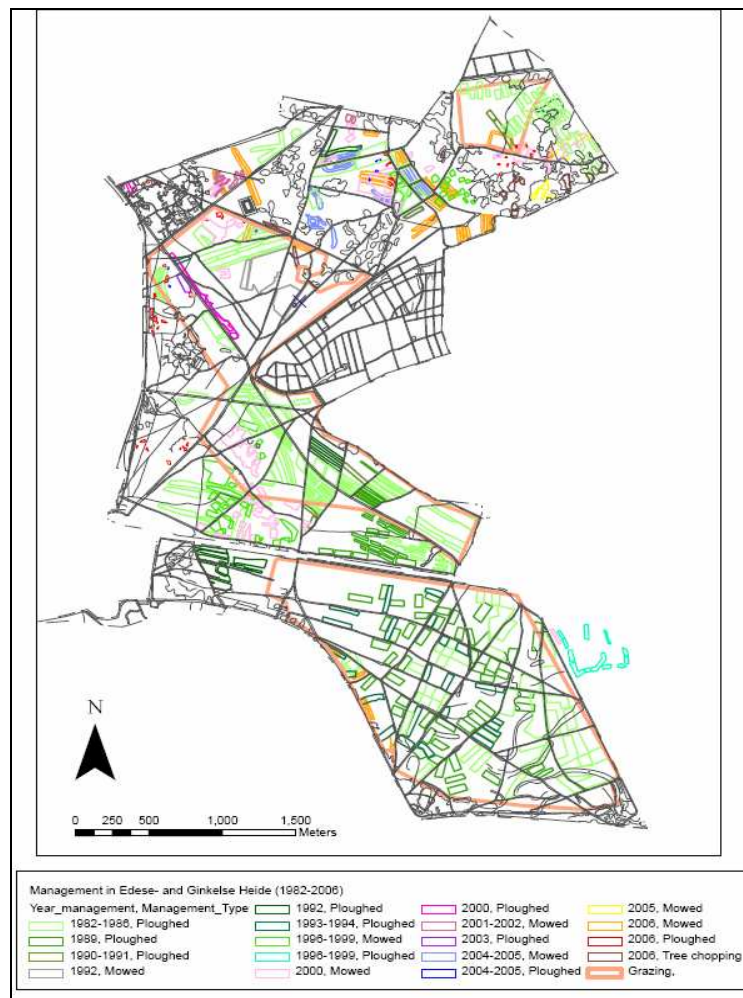 N
0 250 500 1,000 1,500
Meters
Management in Edese- and Ginkelse Heide (1982-2006)
Year_management, Management_Type
1982-1986, Ploughed
1989, Ploughed
1990-1991, Ploughed
1992, Mowed
1992, Ploughed
1993-1994, Ploughed
1996-1999, Mowed
1996-1999, Ploughed
2000, Mowed
2000, Ploughed
2001-2002, Mowed
2003, Ploughed
2004-2005, Mowed
2004-2005, Ploughed
2005, Mowed
2006, Mowed
2006, Ploughed
2006, Tree chopping
Grazing,